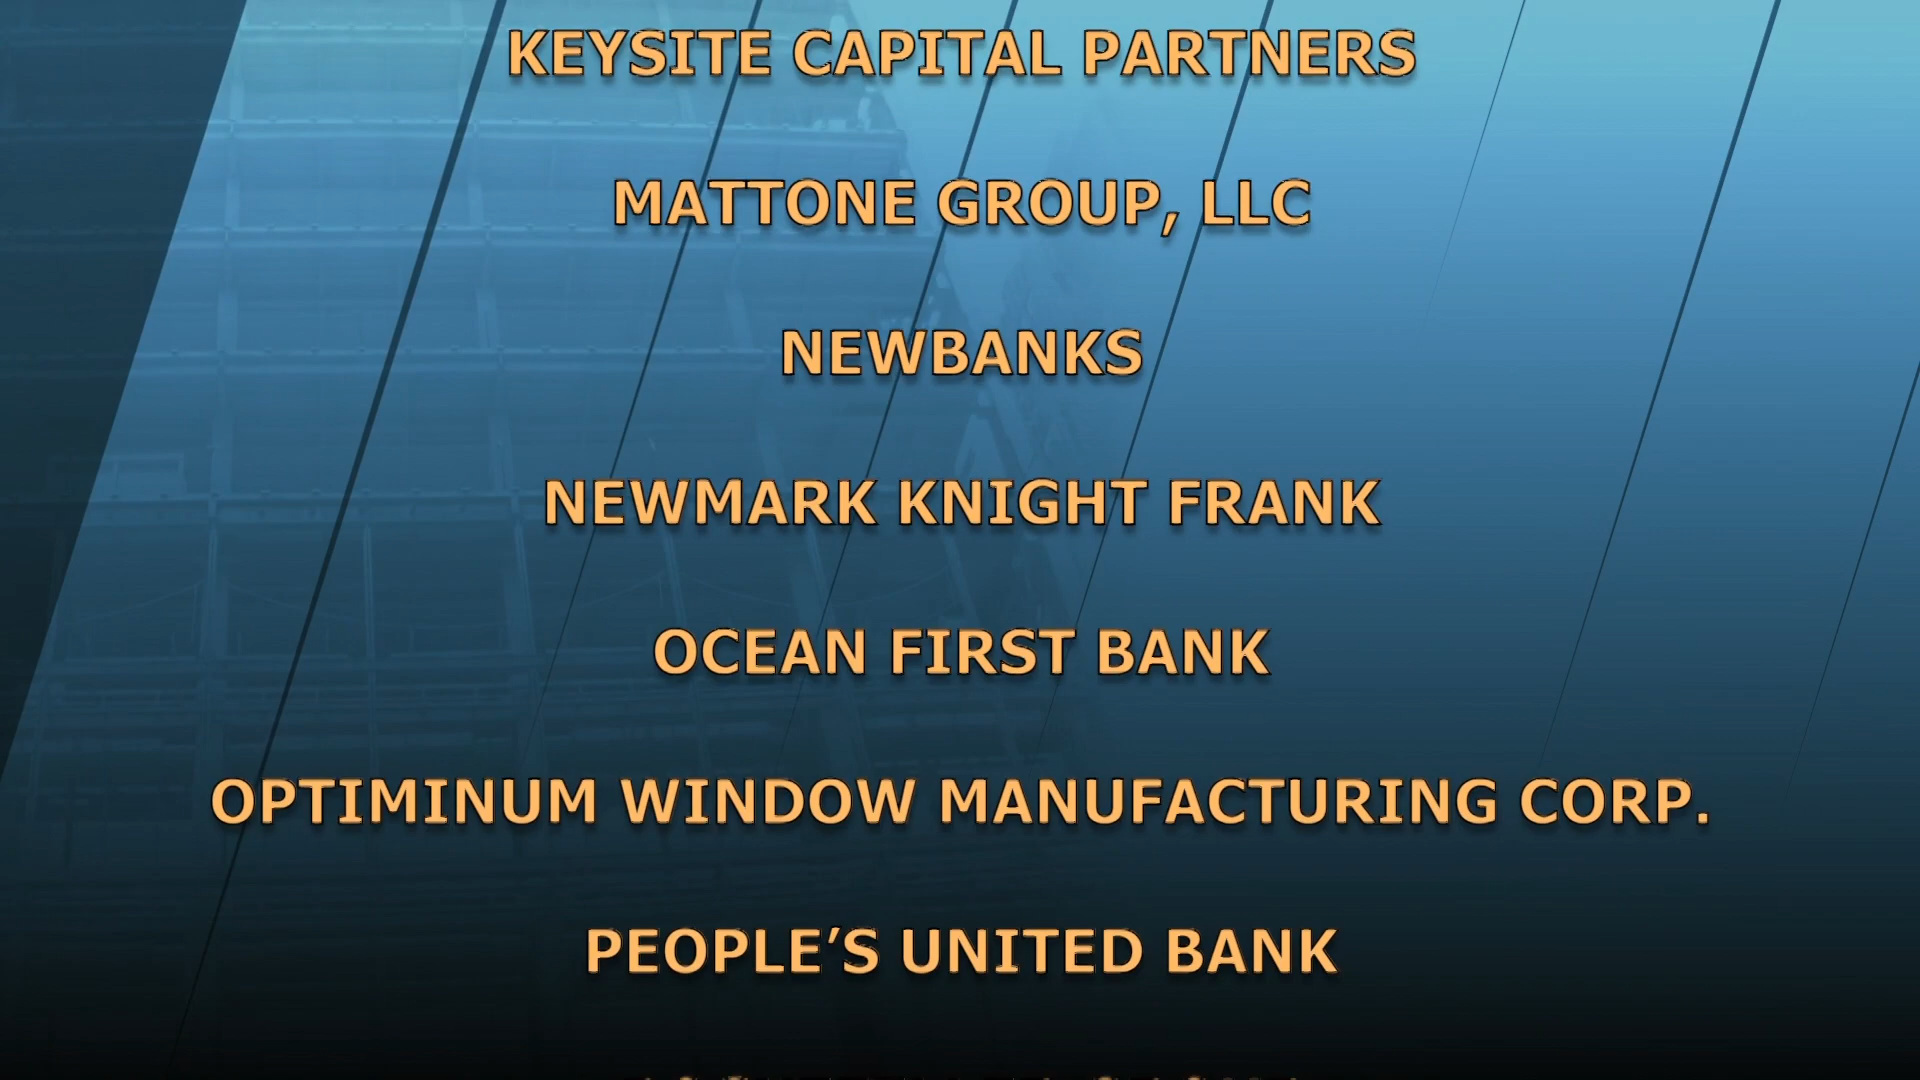 KEYSITE CAPITAL PARTNERS
MATTONE GROUP, LLC
NEWBANKS
NEWMARK KNIGHT FRANK
OCEAN FIRST BANK
OPTIMINUM WINDOW MANUFACTURING CORP.
PEOPLE’S UNITED BANK